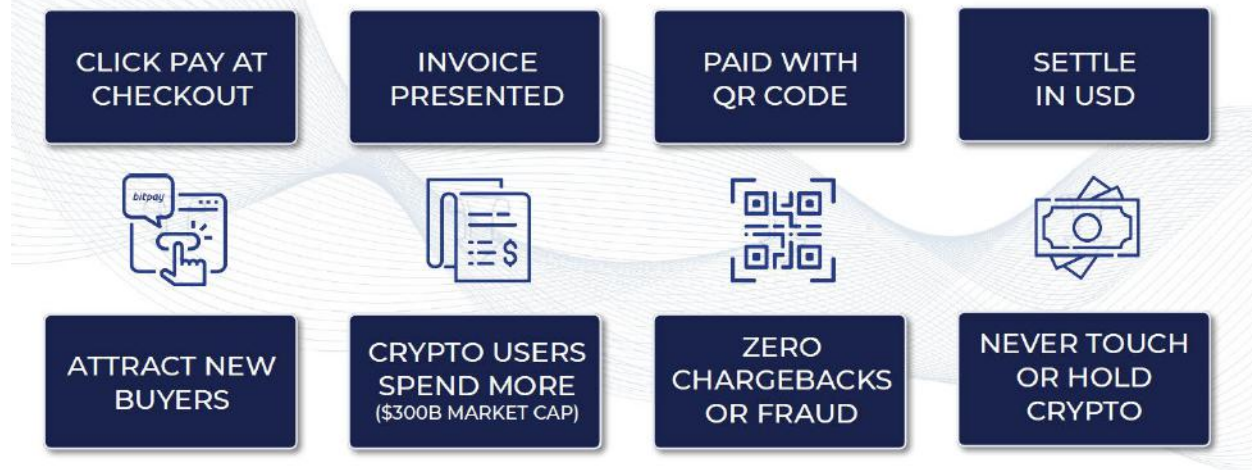 CLICK PAY AT
CHECKOUT
INVOICE
PRESENTED
PAID WITH
QR CODE
SETTLE
IN USD
bitpay
$
ATTRACT NEW
BUYERS
CRYPTO USERS
SPEND MORE
($300B MARKET CAP)
ZERO
CHARGEBACKS
OR FRAUD
NEVER TOUCH
OR HOLD
CRYPTO